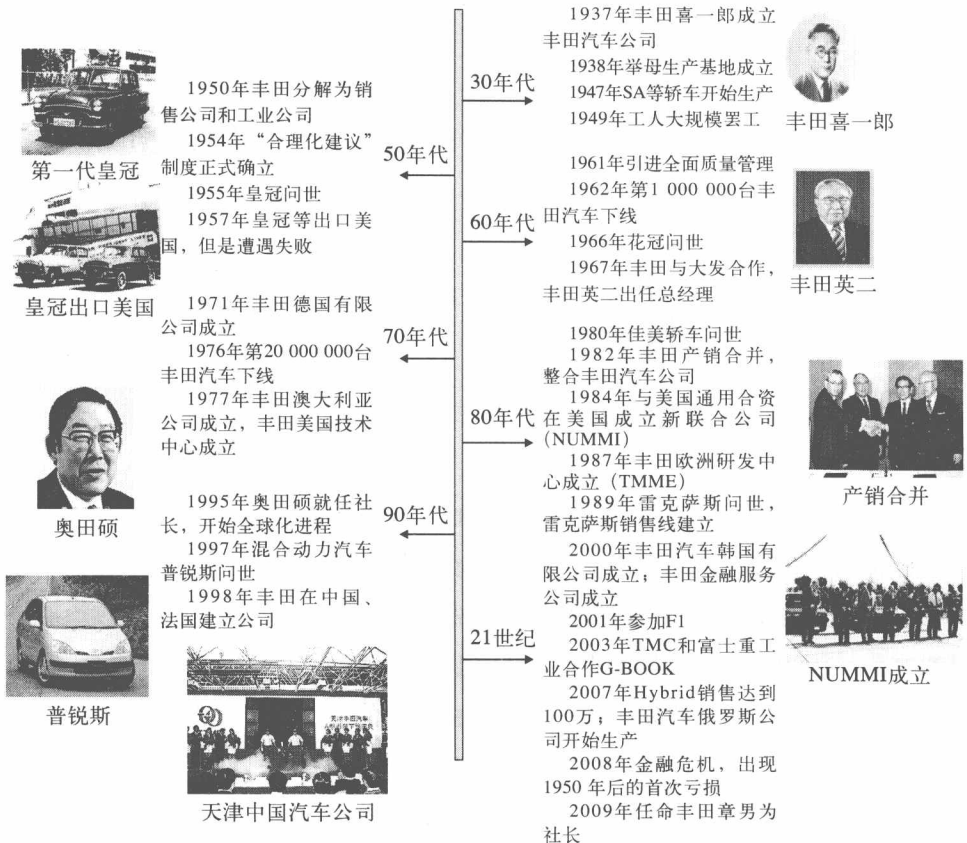 30年代
1937年丰田喜一郎成立
丰田汽车公司
1938年举母生产基地成立
1947年SA等轿车开始生产
1949年工人大规模罢工
丰田喜一郎
50年代
1950年丰田分解为销
售公司和工业公司
1954年“合理化建议”
制度正式确立
1955年皇冠问世
1957年皇冠等出口美
国，但是遭遇失败
第一代皇冠
皇冠出口美国
60年代
1961年引进全面质量管理
1962年第1 000 000台丰
田汽车下线
1966年花冠问世
1967年丰田与大发合作，
丰田英二出任总经理
丰田英二
70年代
1971年丰田德国有限
公司成立
1976年第20 000 000台
丰田汽车下线
1977年丰田澳大利亚
公司成立，丰田美国技术
中心成立
80年代
1980年佳美轿车问世
1982年丰田产销合并，
整合丰田汽车公司
1984年与美国通用合资
在美国成立新联合公司
(NUMMI)
1987年丰田欧洲研发中
心成立（TMME）
1989年雷克萨斯问世，
雷克萨斯销售线建立
产销合并
90年代
1995年奥田硕就任社
长，开始全球化进程
1997年混合动力汽车
普锐斯问世
1998年丰田在中国、
法国建立公司
奥田硕
普锐斯
天津中国汽车公司
21世纪
2000年丰田汽车韩国有
限公司成立；丰田金融服务
公司成立
2001年参加F1
2003年TMC和富士重工
业合作G-BOOK
2007年Hybrid销售达到
100万；丰田汽车俄罗斯公
司开始生产
2008年金融危机，出现
1950 年后的首次亏损
2009年任命丰田章男为
社长
NUMMI成立